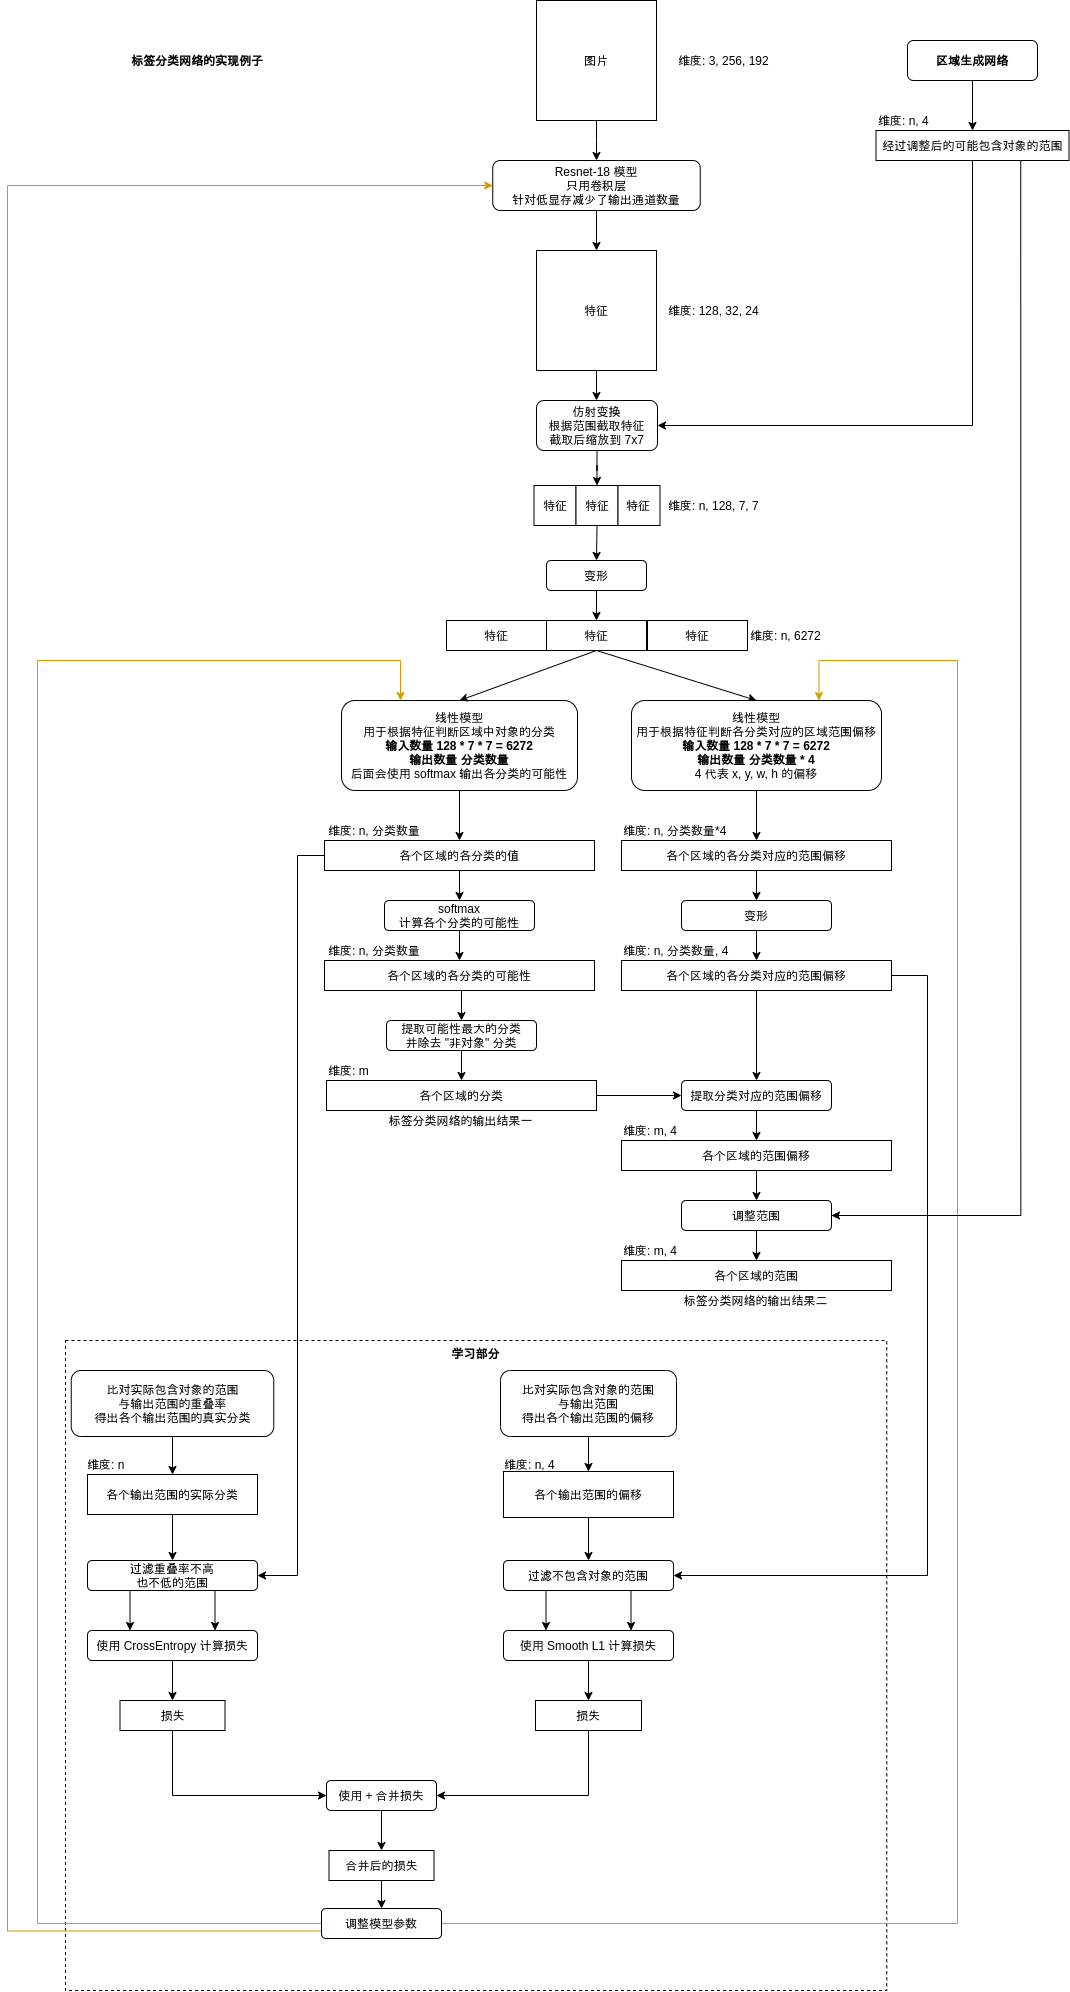 标签分类网络的实现例子
图片
维度: 3, 256, 192
区域生成网络
维度: n, 4
经过调整后的可能包含对象的范围
Resnet-18 模型
只用卷积层
针对低显存减少了输出通道数量
特征
维度: 128, 32, 24
仿射变换
根据范围截取特征
截取后缩放到 7x7
特征
特征
特征
维度: n, 128, 7, 7
变形
特征
特征
特征
维度: n, 6272
线性模型
用于根据特征判断区域中对象的分类
输入数量 128 * 7 * 7 = 6272
输出数量 分类数量
后面会使用 softmax 输出各分类的可能性
线性模型
用于根据特征判断各分类对应的区域范围偏移
输入数量 128 * 7 * 7 = 6272
输出数量 分类数量 * 4
4 代表 x, y, w, h 的偏移
维度: n, 分类数量
各个区域的各分类的值
维度: n, 分类数量*4
各个区域的各分类对应的范围偏移
softmax
计算各个分类的可能性
变形
维度: n, 分类数量
各个区域的各分类的可能性
维度: n, 分类数量, 4
各个区域的各分类对应的范围偏移
提取可能性最大的分类
并除去 "非对象" 分类
维度: m
各个区域的分类
标签分类网络的输出结果一
提取分类对应的范围偏移
维度: m, 4
各个区域的范围偏移
调整范围
维度: m, 4
各个区域的范围
标签分类网络的输出结果二
学习部分
比对实际包含对象的范围
与输出范围的重叠率
得出各个输出范围的真实分类
比对实际包含对象的范围
与输出范围
得出各个输出范围的偏移
维度: n
各个输出范围的实际分类
维度: n, 4
各个输出范围的偏移
过滤重叠率不高
也不低的范围
过滤不包含对象的范围
使用 CrossEntropy 计算损失
使用 Smooth L1 计算损失
损失
损失
使用 + 合并损失
合并后的损失
调整模型参数